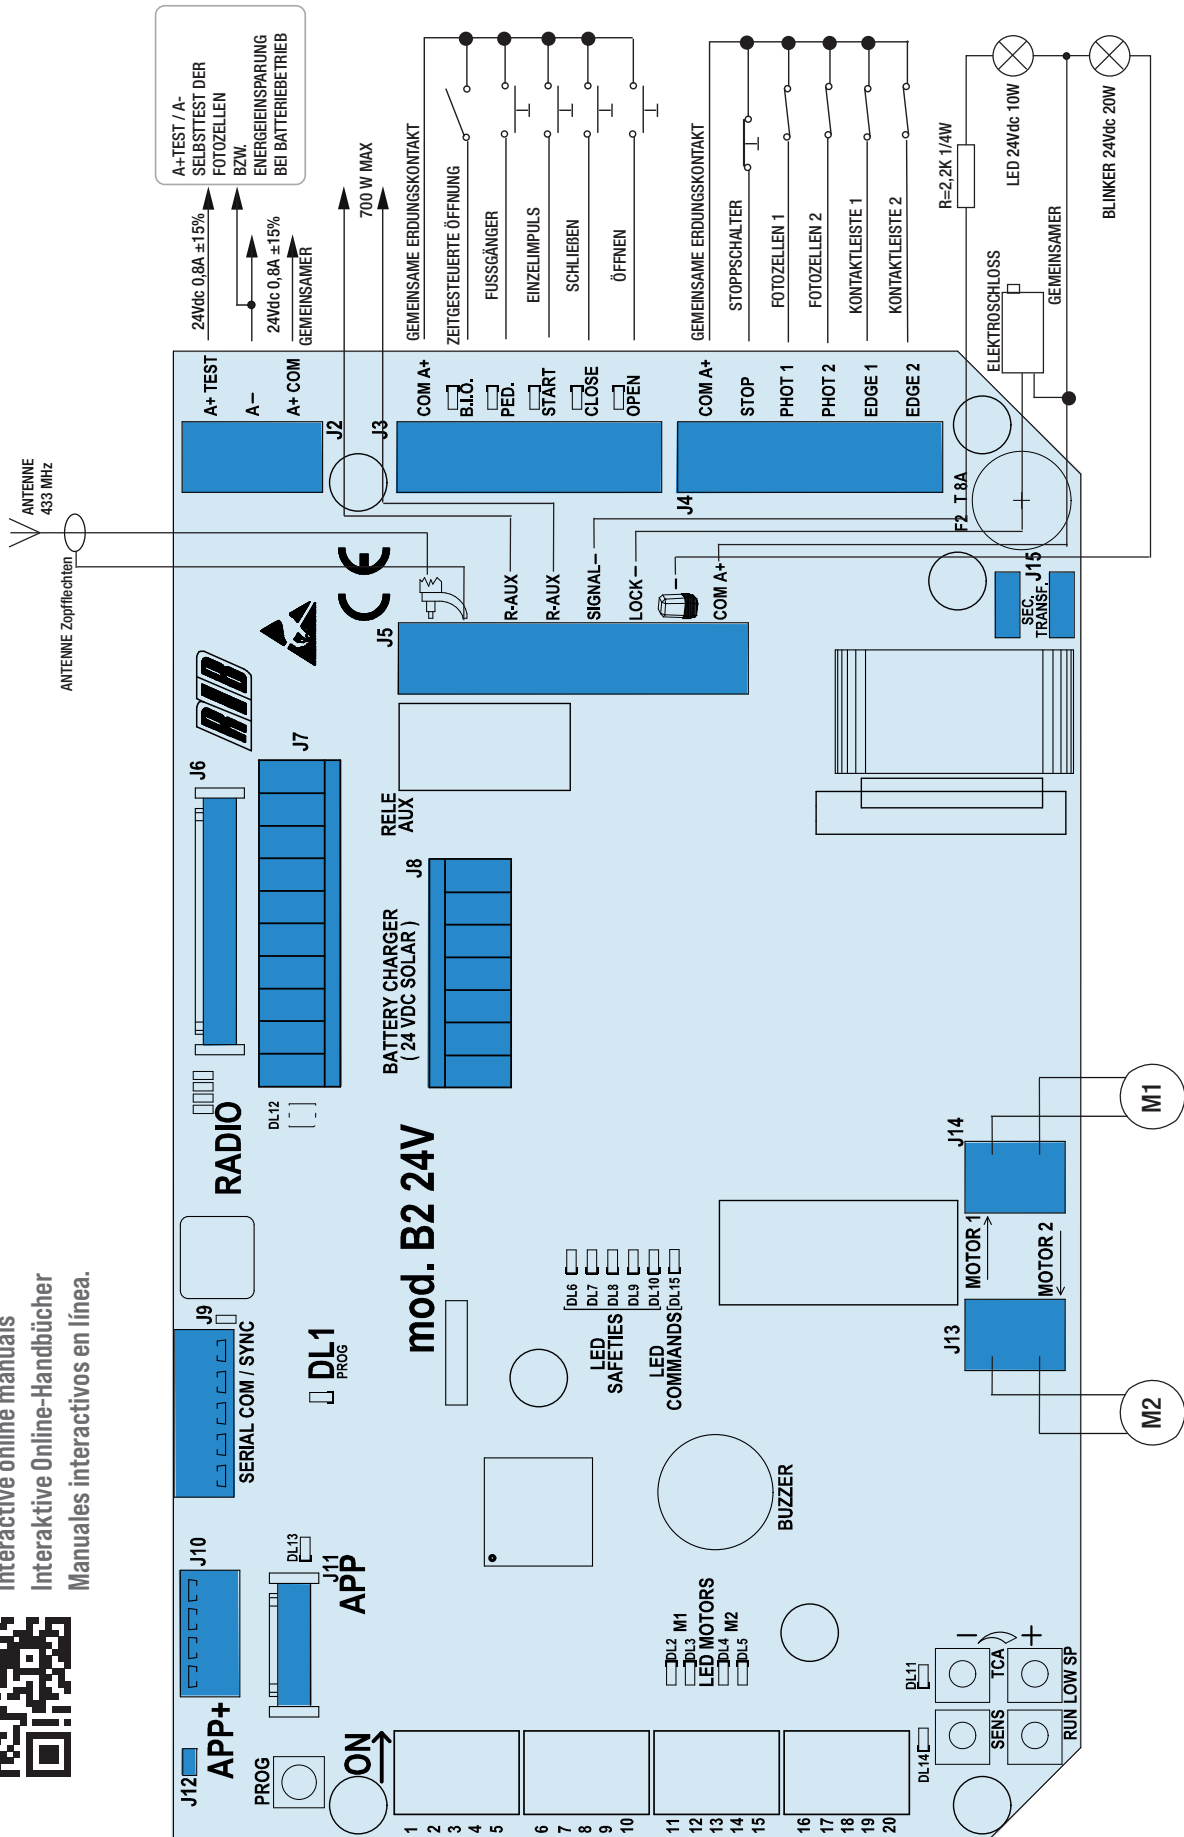 Interactive online manuals
Interaktive Online-Handbücher
Manuales interactivos en línea.
ANTENNE
433 MHz
ANTENNE Zopfflechten
A+TEST / A-
SELBSTTEST DER
FOTOZELLEN
BZW.
ENERGIEEINSPARUNG
BEI BATTERIEBETRIEB
24Vdc 0,8A ±15%
24Vdc 0,8A ±15%
GEMEINSAMER
700 W MAX
GEMEINSAME ERDUNGSKONTAKT
ZEITGESTEUERTE ÖFFNUNG
FUSSGÄNGER
EINZELIMPULS
SCHLIEßEN
ÖFFNEN
GEMEINSAME ERDUNGSKONTAKT
STOPPSCHALTER
FOTOZELLEN 1
FOTOZELLEN 2
KONTAKTLEISTE 1
KONTAKTLEISTE 2
R=2,2K 1/4W
LED 24Vdc 10W
ELEKTROSCHLOSS
GEMEINSAMER
BLINKER 24Vdc 20W
A+ TEST
A-
A+ COM
J2
COM A+
B.I.O.
PED.
START
CLOSE
OPEN
J3
COM A+
STOP
PHOT 1
PHOT 2
EDGE 1
EDGE 2
J4
F2 T 8A
R-AUX
R-AUX
SIGNAL-
LOCK-
-
COM A+
J5
J15
SEC.
TRANSF.
CE
RIB
J6
J7
RELE
AUX
J8
BATTERY CHARGER
( 24 VDC SOLAR )
DL12
RADIO
mod. B2 24V
J9
SERIAL COM / SYNC
DL1
PROG
DL6
DL7
DL8
DL9
DL10
DL15
LED
SAFETIES
LED
COMMANDS
J14
M1
MOTOR 1
MOTOR 2
J13
M2
BUZZER
J10
APP+
J12
DL13
J11
APP
PROG
ON
DL2
DL3
DL4
DL5
M1
M2
LED MOTORS
DL11
DL14
- +
TCA
LOW SP
SENS
RUN
1
2
3
4
5
6
7
8
9
10
11
12
13
14
15
16
17
18
19
20